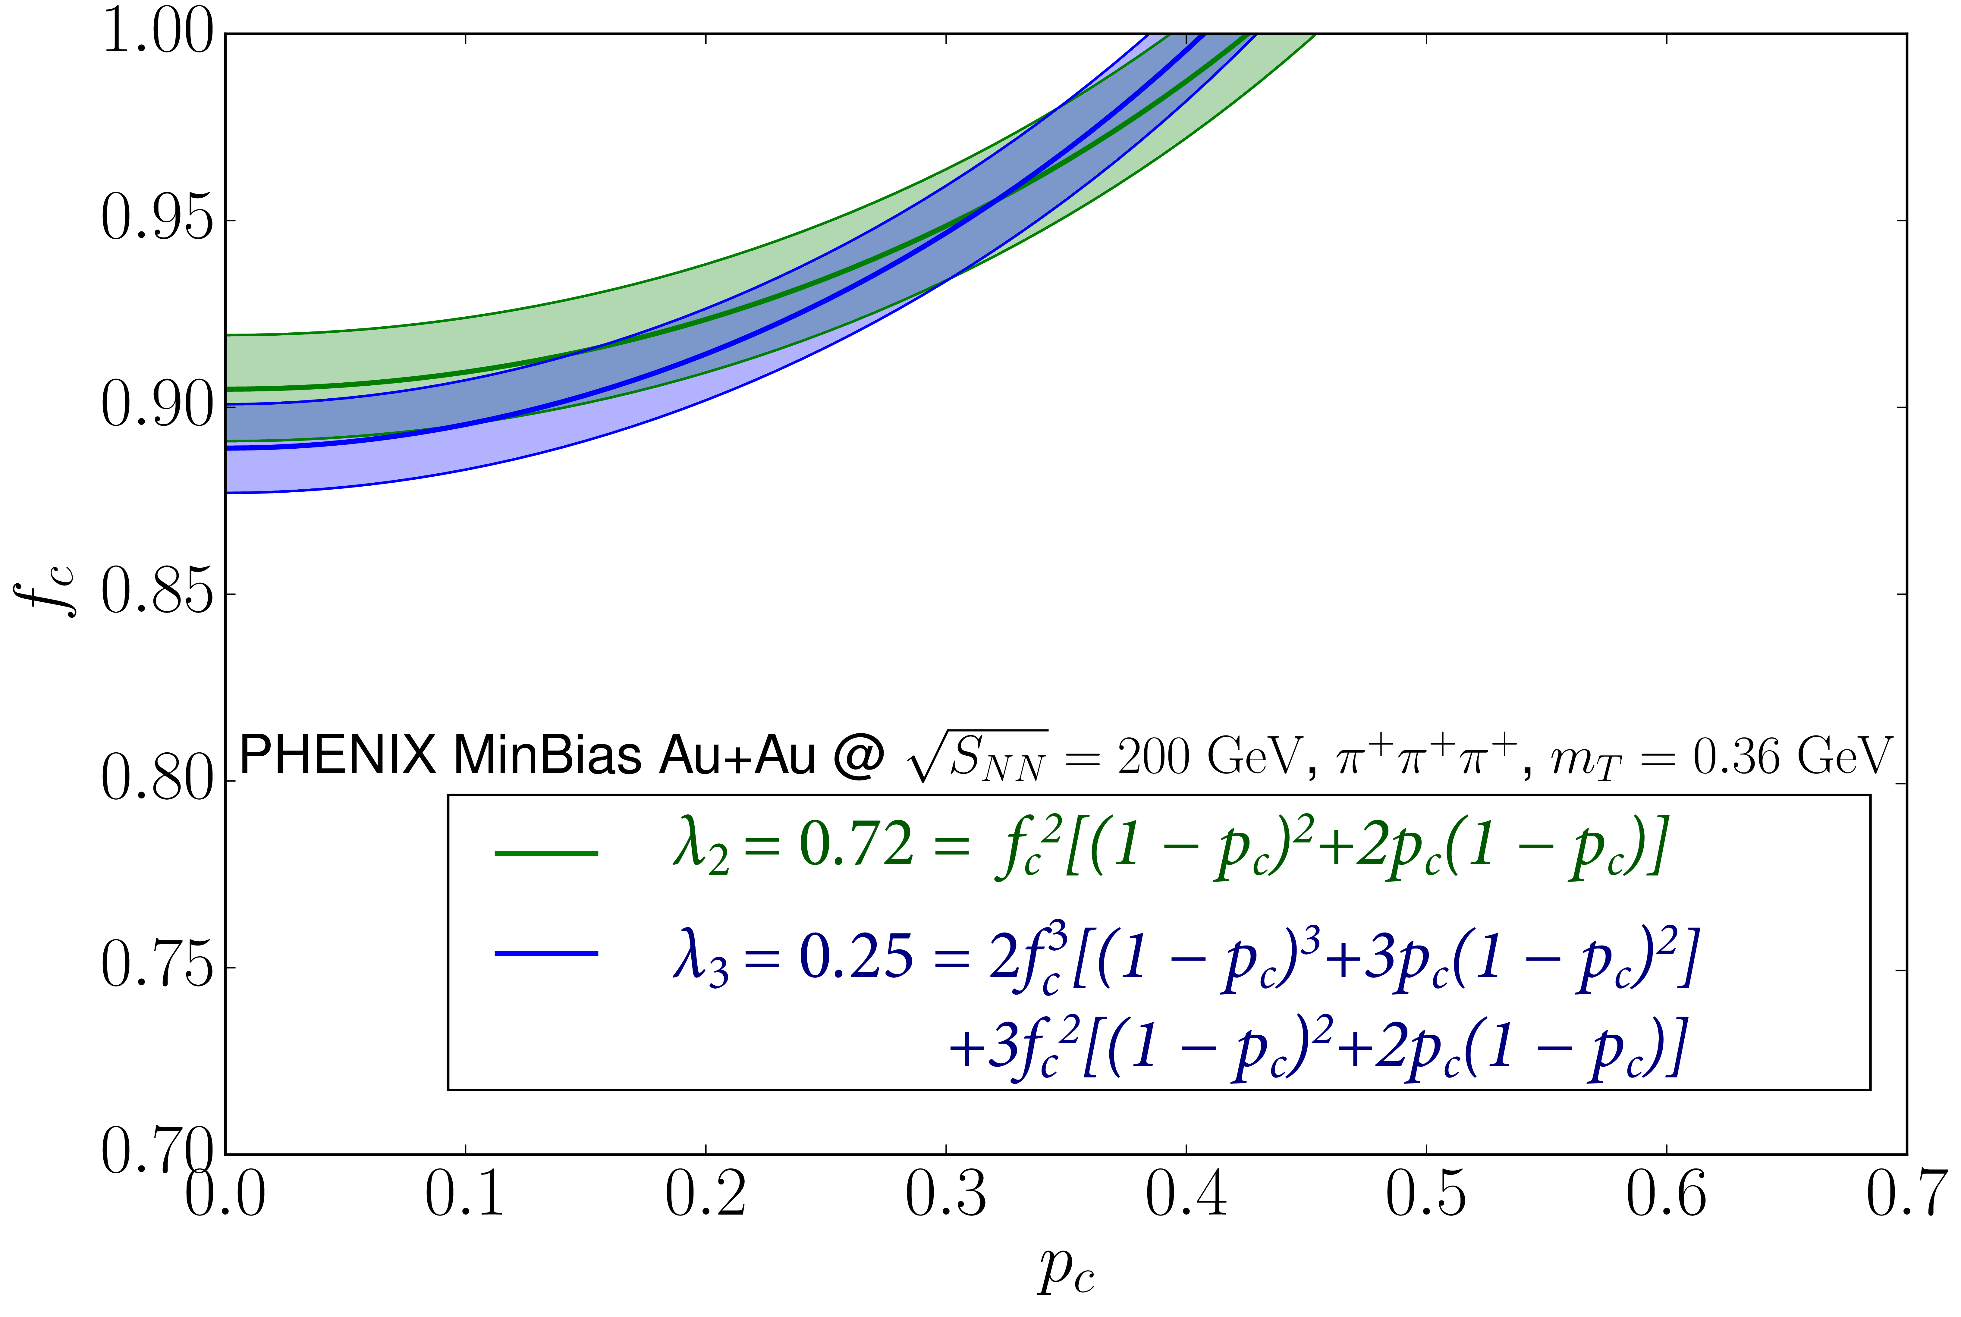 1.00
0.95
0.90
0.85
0.80
0.75
0.70
f_c
PHENIX MinBias Au+Au @ √S_{NN} = 200 GeV, π⁺π⁺π⁺, m_T = 0.36 GeV
λ₂ = 0.72 = f_c²[(1 − p_c)²+2p_c(1 − p_c)]
λ₃ = 0.25 = 2f_c³[(1 − p_c)³+3p_c(1 − p_c)²]
+3f_c²[(1 − p_c)²+2p_c(1 − p_c)]
0.0 0.1 0.2 0.3 0.4 0.5 0.6 0.7
p_c